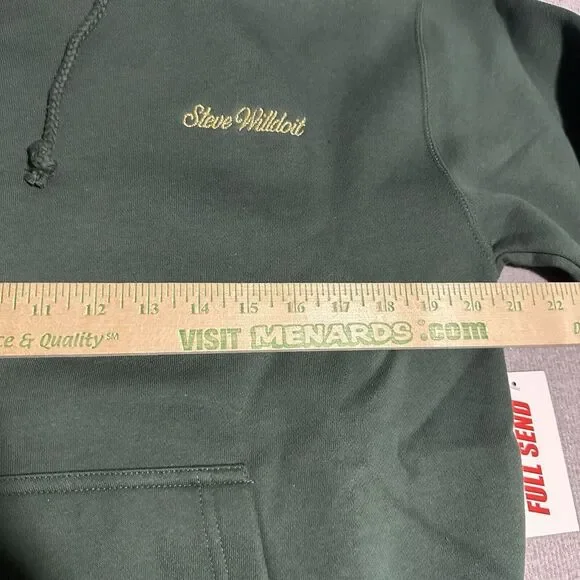 Steve Willdoit
11 12 13 14 15 16 17 18 19 20 21 22
ce & Quality℠ VISIT MENARDS.com
FULL SEND